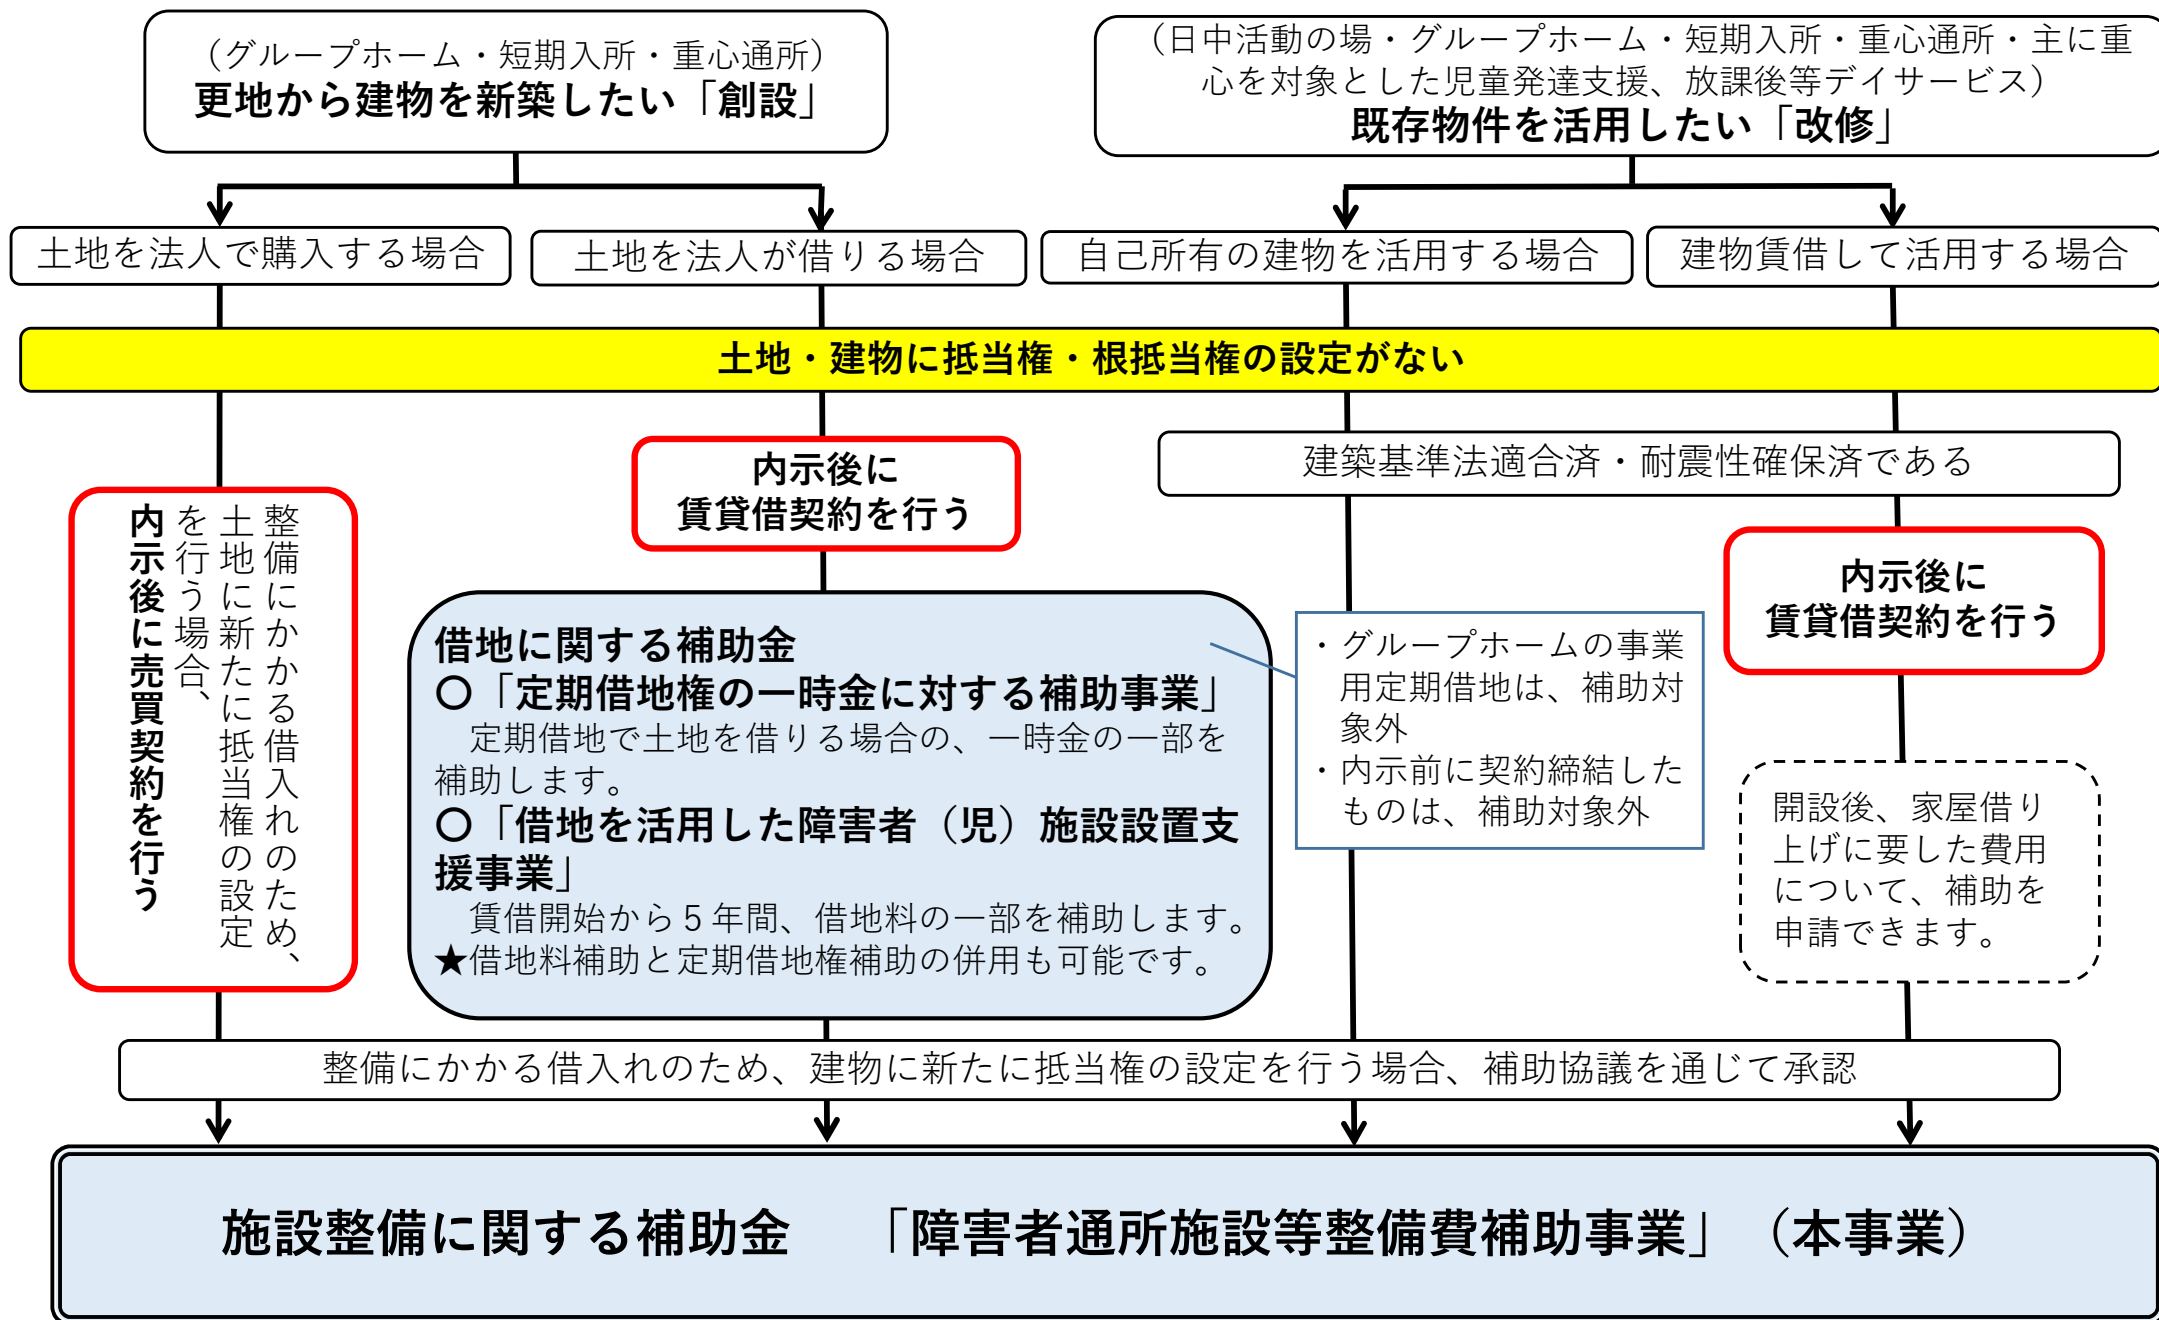 （グループホーム・短期入所・重心通所）
更地から建物を新築したい「創設」
（日中活動の場・グループホーム・短期入所・重心通所・主に重
心を対象とした児童発達支援、放課後等デイサービス）
既存物件を活用したい「改修」
土地を法人で購入する場合
土地を法人が借りる場合
自己所有の建物を活用する場合
建物賃借して活用する場合
土地・建物に抵当権・根抵当権の設定がない
整備にかかる借入れのため、
土地に新たに抵当権の設定
を行う場合、
内示後に売買契約を行う
内示後に
賃貸借契約を行う
借地に関する補助金
〇「定期借地権の一時金に対する補助事業」
定期借地で土地を借りる場合の、一時金の一部を
補助します。
〇「借地を活用した障害者（児）施設設置支
援事業」
賃借開始から５年間、借地料の一部を補助します。
★借地料補助と定期借地権補助の併用も可能です。
・グループホームの事業
用定期借地は、補助対
象外
・内示前に契約締結した
ものは、補助対象外
建築基準法適合済・耐震性確保済である
内示後に
賃貸借契約を行う
開設後、家屋借り
上げに要した費用
について、補助を
申請できます。
整備にかかる借入れのため、建物に新たに抵当権の設定を行う場合、補助協議を通じて承認
施設整備に関する補助金　「障害者通所施設等整備費補助事業」（本事業）